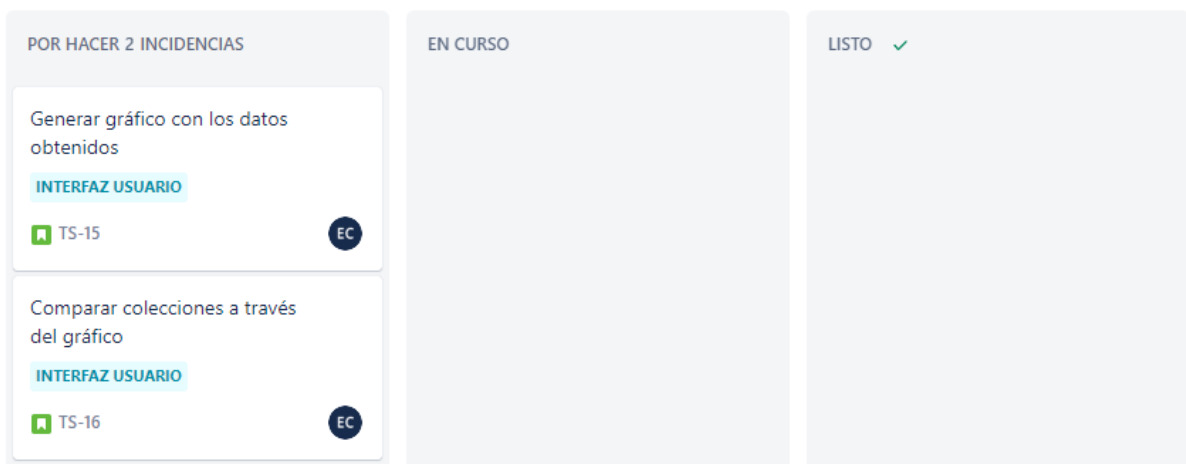 POR HACER 2 INCIDENCIAS
Generar gráfico con los datos
obtenidos
INTERFAZ USUARIO
TS-15
EC
Comparar colecciones a través
del gráfico
INTERFAZ USUARIO
TS-16
EC
EN CURSO
LISTO